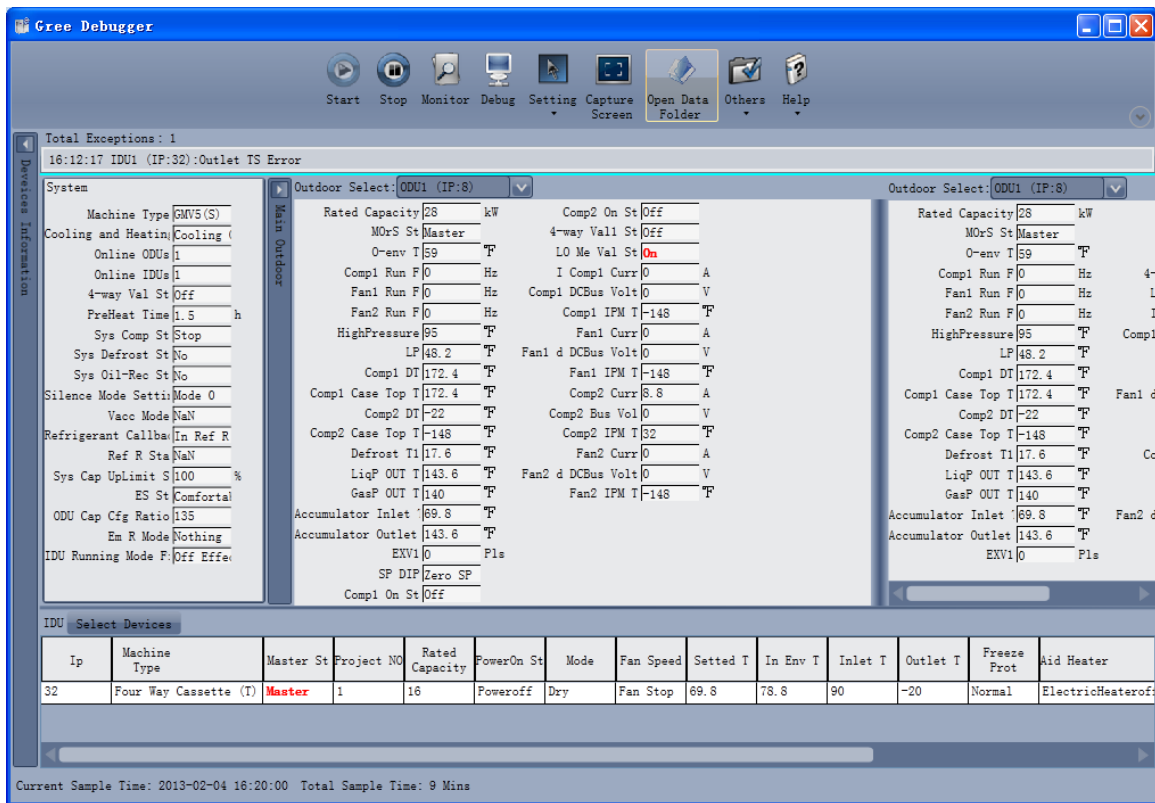 Gree Debugger
Start Stop Monitor Debug Setting Capture Screen Open Data Folder Others Help
Total Exceptions: 1
16:12:17 IDU1 (IP:32):Outlet TS Error
Deveices Information
System
Machine Type GMV5(S)
Cooling and Heatin Cooling
Online ODUs 1
Online IDUs 1
4-way Val St Off
PreHeat Time 1.5 h
Sys Comp St Stop
Sys Defrost St No
Sys Oil-Rec St No
Silence Mode Setti Mode 0
Vacc Mode NaN
Refrigerant Callba In Ref R
Ref R Sta NaN
Sys Cap UpLimit S 100 %
ES St Comforta
ODU Cap Cfg Ratio 135
Em R Mode Nothing
IDU Running Mode F: Off Effe
Main Outdoor
Outdoor Select: ODU1 (IP:8)
Rated Capacity 28 kW
MOrS St Master
O-env T 59 ℉
Comp1 Run F 0 Hz
Fan1 Run F 0 Hz
Fan2 Run F 0 Hz
HighPressure 95 ℉
LP 48.2 ℉
Comp1 DT 172.4 ℉
Comp1 Case Top T 172.4 ℉
Comp2 DT -22 ℉
Comp2 Case Top T -148 ℉
Defrost T1 17.6 ℉
LiqP OUT T 143.6 ℉
GasP OUT T 140 ℉
Accumulator Inlet 69.8 ℉
Accumulator Outlet 143.6 ℉
EXV1 0 Pls
SP DIP Zero SP
Comp1 On St Off
Comp2 On St Off
4-way Val1 St Off
LO Me Val St On
I Comp1 Curr 0 A
Comp1 DCBus Volt 0 V
Comp1 IPM T -148 ℉
Fan1 Curr 0 A
Fan1 d DCBus Volt 0 V
Fan1 IPM T -148 ℉
Comp2 Curr 8.8 A
Comp2 Bus Vol 0 V
Comp2 IPM T 32 ℉
Fan2 Curr 0 A
Fan2 d DCBus Volt 0 V
Fan2 IPM T -148 ℉
Outdoor Select: ODU1 (IP:8)
Rated Capacity 28 kW
MOrS St Master
O-env T 59 ℉
Comp1 Run F 0 Hz
Fan1 Run F 0 Hz
Fan2 Run F 0 Hz
HighPressure 95 ℉
LP 48.2 ℉
Comp1 DT 172.4 ℉
Comp1 Case Top T 172.4 ℉
Comp2 DT -22 ℉
Comp2 Case Top T -148 ℉
Defrost T1 17.6 ℉
LiqP OUT T 143.6 ℉
GasP OUT T 140 ℉
Accumulator Inlet 69.8 ℉
Accumulator Outlet 143.6 ℉
EXV1 0 Pls
4-
Comp1
Fan1 d
Co
Fan2 d
IDU Select Devices
Ip Machine Type Master St Project NO Rated Capacity PowerOn St Mode Fan Speed Setted T In Env T Inlet T Outlet T Freeze Prot Aid Heater
32 Four Way Cassette (T) Master 1 16 Poweroff Dry Fan Stop 69.8 78.8 90 -20 Normal ElectricHeaterof
Current Sample Time: 2013-02-04 16:20:00 Total Sample Time: 9 Mins